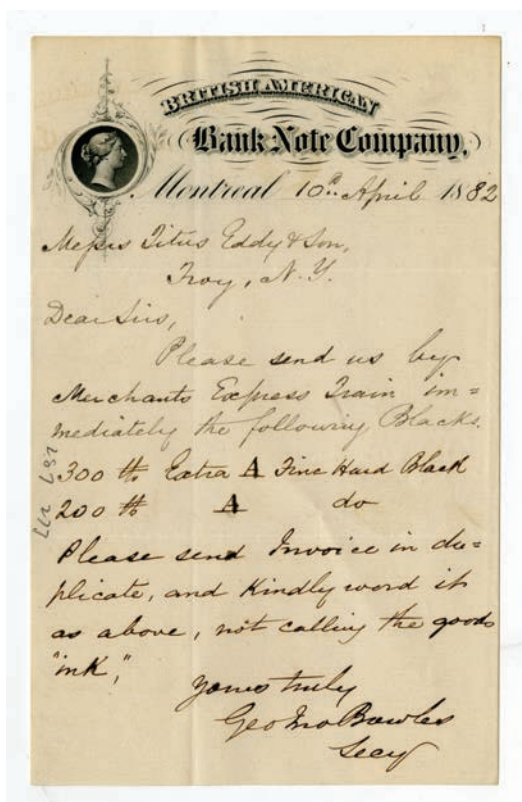 BRITISH AMERICAN
Bank Note Company,
Montreal 10th April 1882
Messrs Titus Eddy & Son,
Troy, N.Y.
Dear Sirs,
Please send us by
Merchants Express Train im=
mediately the following Blacks.
300 lb Extra A Fine Hard Black
200 lb A do
Please send Invoice in du=
plicate, and Kindly word it
as above, not calling the goods
"ink",
Yours truly
Geo Jno Bowles
Secy